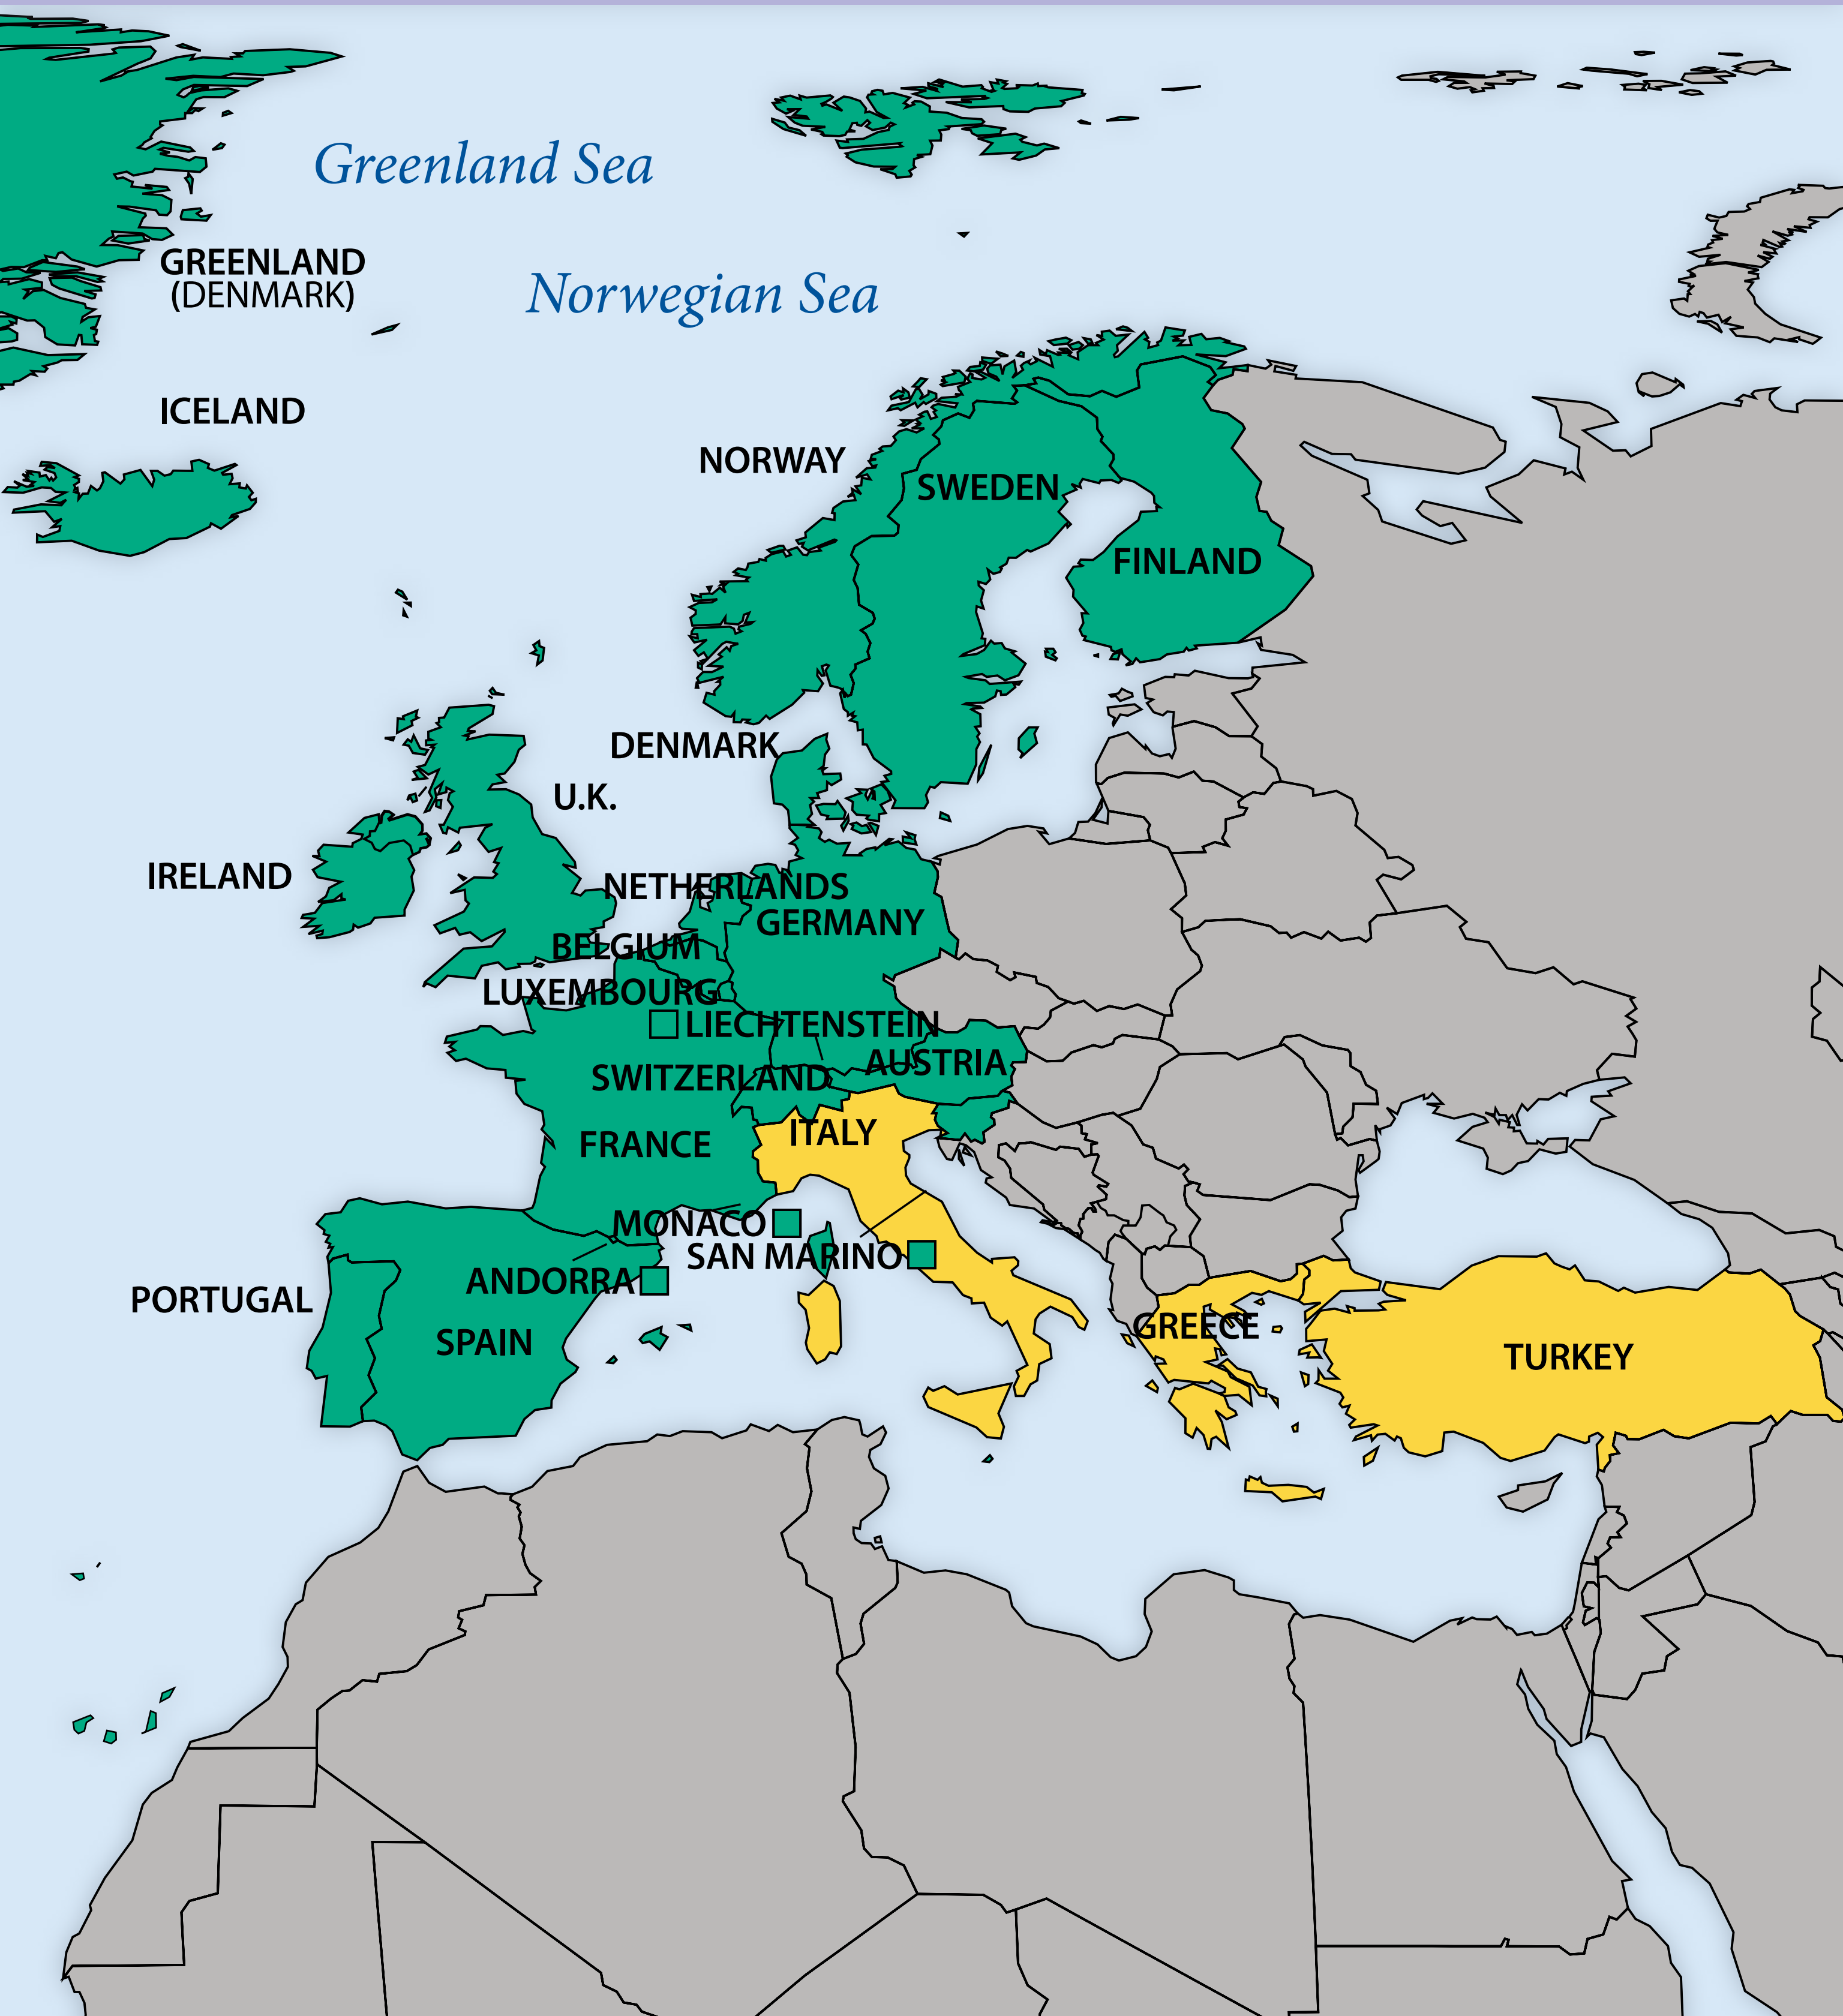 Greenland Sea
GREENLAND
(DENMARK)
Norwegian Sea
ICELAND
NORWAY
SWEDEN
FINLAND
DENMARK
U.K.
IRELAND
NETHERLANDS
GERMANY
BELGIUM
LUXEMBOURG
LIECHTENSTEIN
AUSTRIA
SWITZERLAND
ITALY
FRANCE
MONACO
SAN MARINO
ANDORRA
PORTUGAL
SPAIN
GREECE
TURKEY